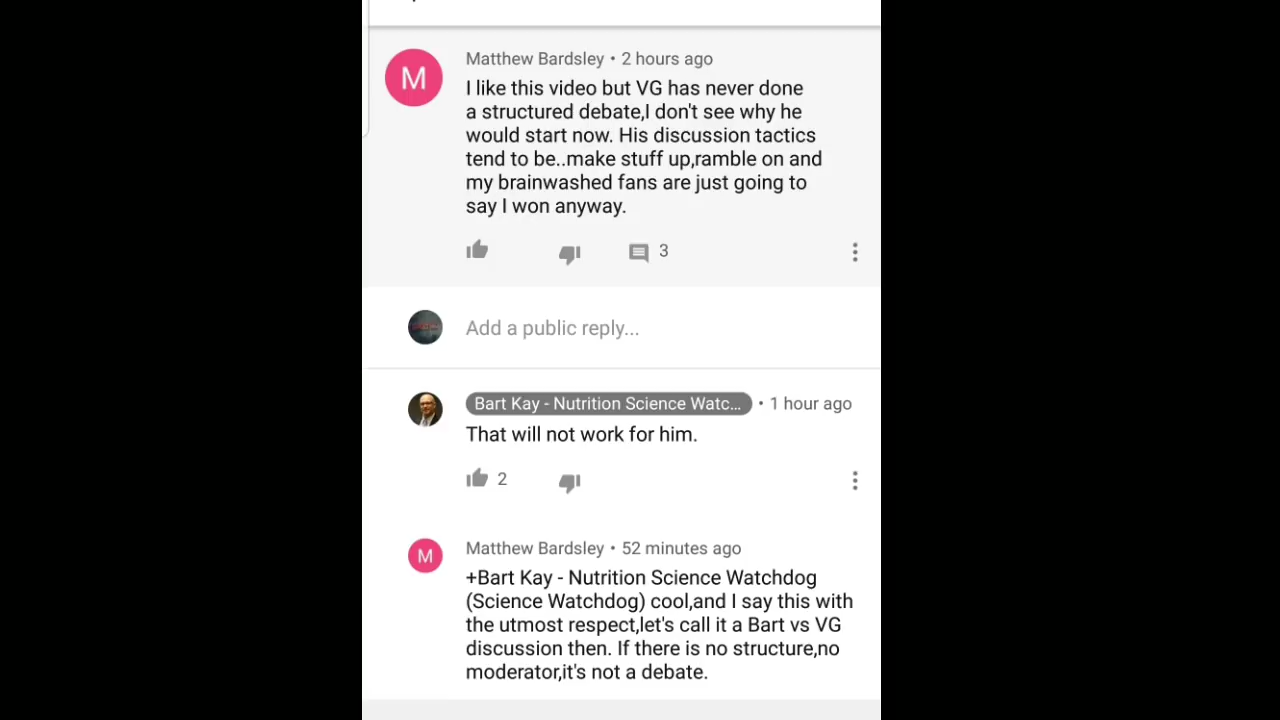 Matthew Bardsley • 2 hours ago
I like this video but VG has never done
a structured debate,I don't see why he
would start now. His discussion tactics
tend to be..make stuff up,ramble on and
my brainwashed fans are just going to
say I won anyway.
3
Add a public reply...
Bart Kay - Nutrition Science Watc... • 1 hour ago
That will not work for him.
2
Matthew Bardsley • 52 minutes ago
+Bart Kay - Nutrition Science Watchdog
(Science Watchdog) cool,and I say this with
the utmost respect,let's call it a Bart vs VG
discussion then. If there is no structure,no
moderator,it's not a debate.